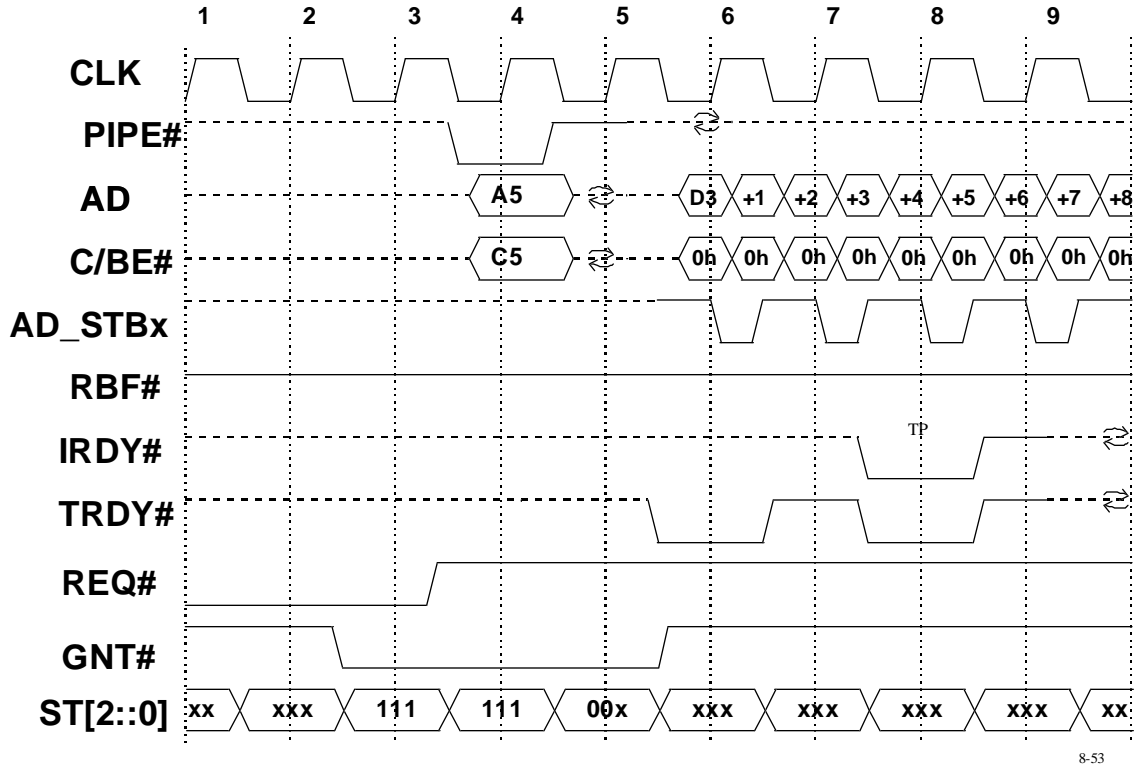 1 2 3 4 5 6 7 8 9
CLK
PIPE#
AD A5 D3 +1 +2 +3 +4 +5 +6 +7 +8
C/BE# C5 0h 0h 0h 0h 0h 0h 0h 0h 0h
AD_STBx
RBF#
IRDY# TP
TRDY#
REQ#
GNT#
ST[2::0] xx xxx 111 111 00x xxx xxx xxx xxx xx
8-53